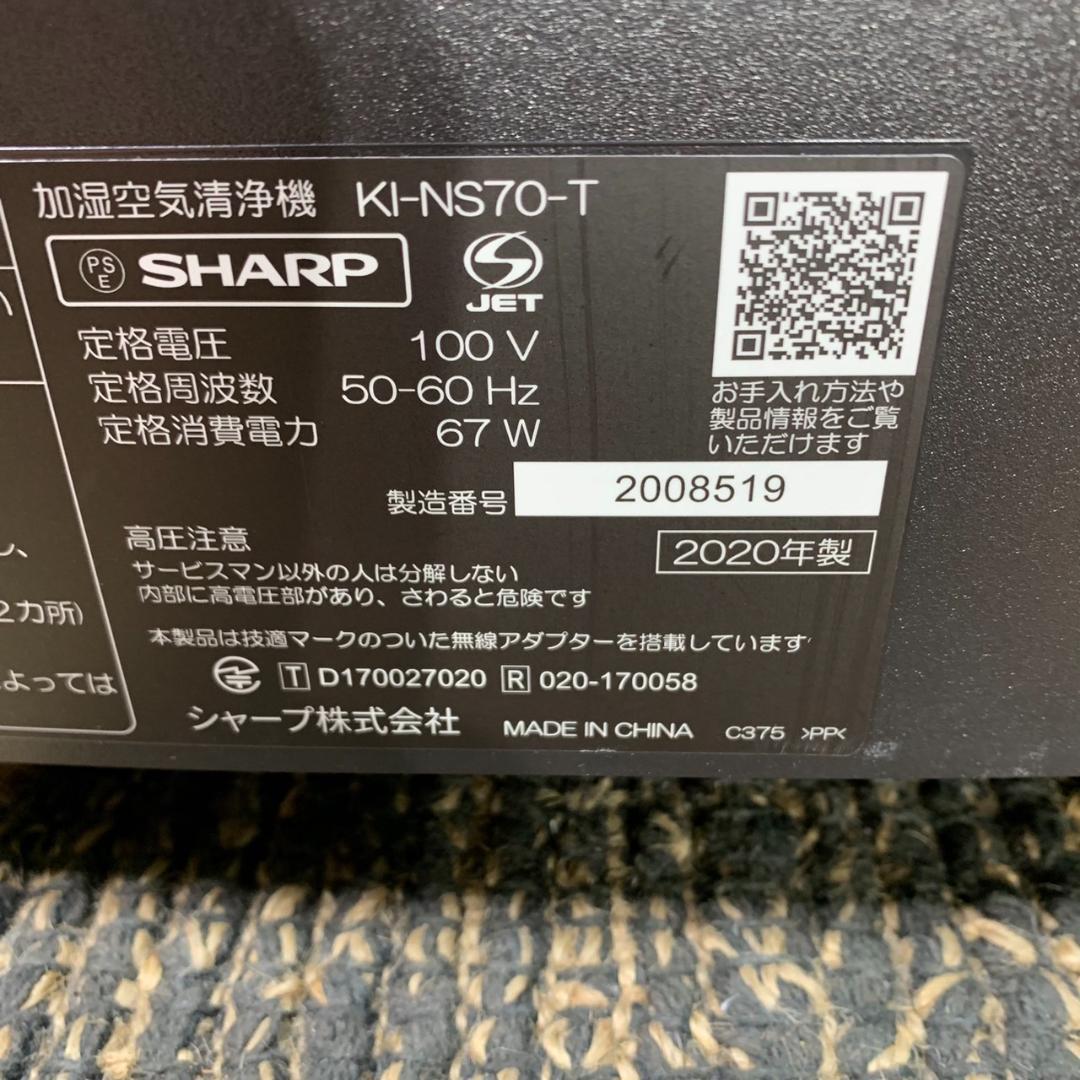 加湿空気清浄機 KI-NS70-T
PSE SHARP
JET
定格電圧 100 V
定格周波数 50-60 Hz
定格消費電力 67 W
お手入れ方法や
製品情報をご覧
いただけます
製造番号 2008519
2020年製
高圧注意
サービスマン以外の人は分解しない
内部に高電圧部があり、さわると危険です
本製品は技適マークのついた無線アダプターを搭載しています
T D170027020 R 020-170058
シャープ株式会社 MADE IN CHINA C375 >PP<
し、
2カ所)
よっては